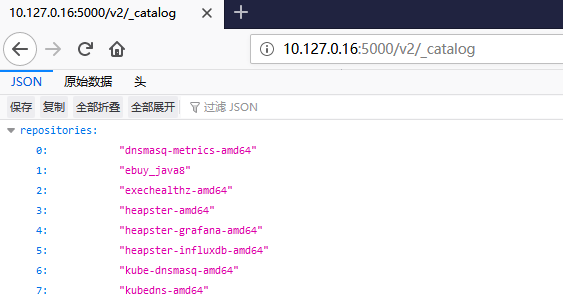 10.127.0.16:5000/v2/_catalog
10.127.0.16:5000/v2/_catalog
JSON 原始数据 头
保存 复制 全部折叠 全部展开 过滤 JSON
repositories:
0: "dnsmasq-metrics-amd64"
1: "ebuy_java8"
2: "exechealthz-amd64"
3: "heapster-amd64"
4: "heapster-grafana-amd64"
5: "heapster-influxdb-amd64"
6: "kube-dnsmasq-amd64"
7: "kubedns-amd64"